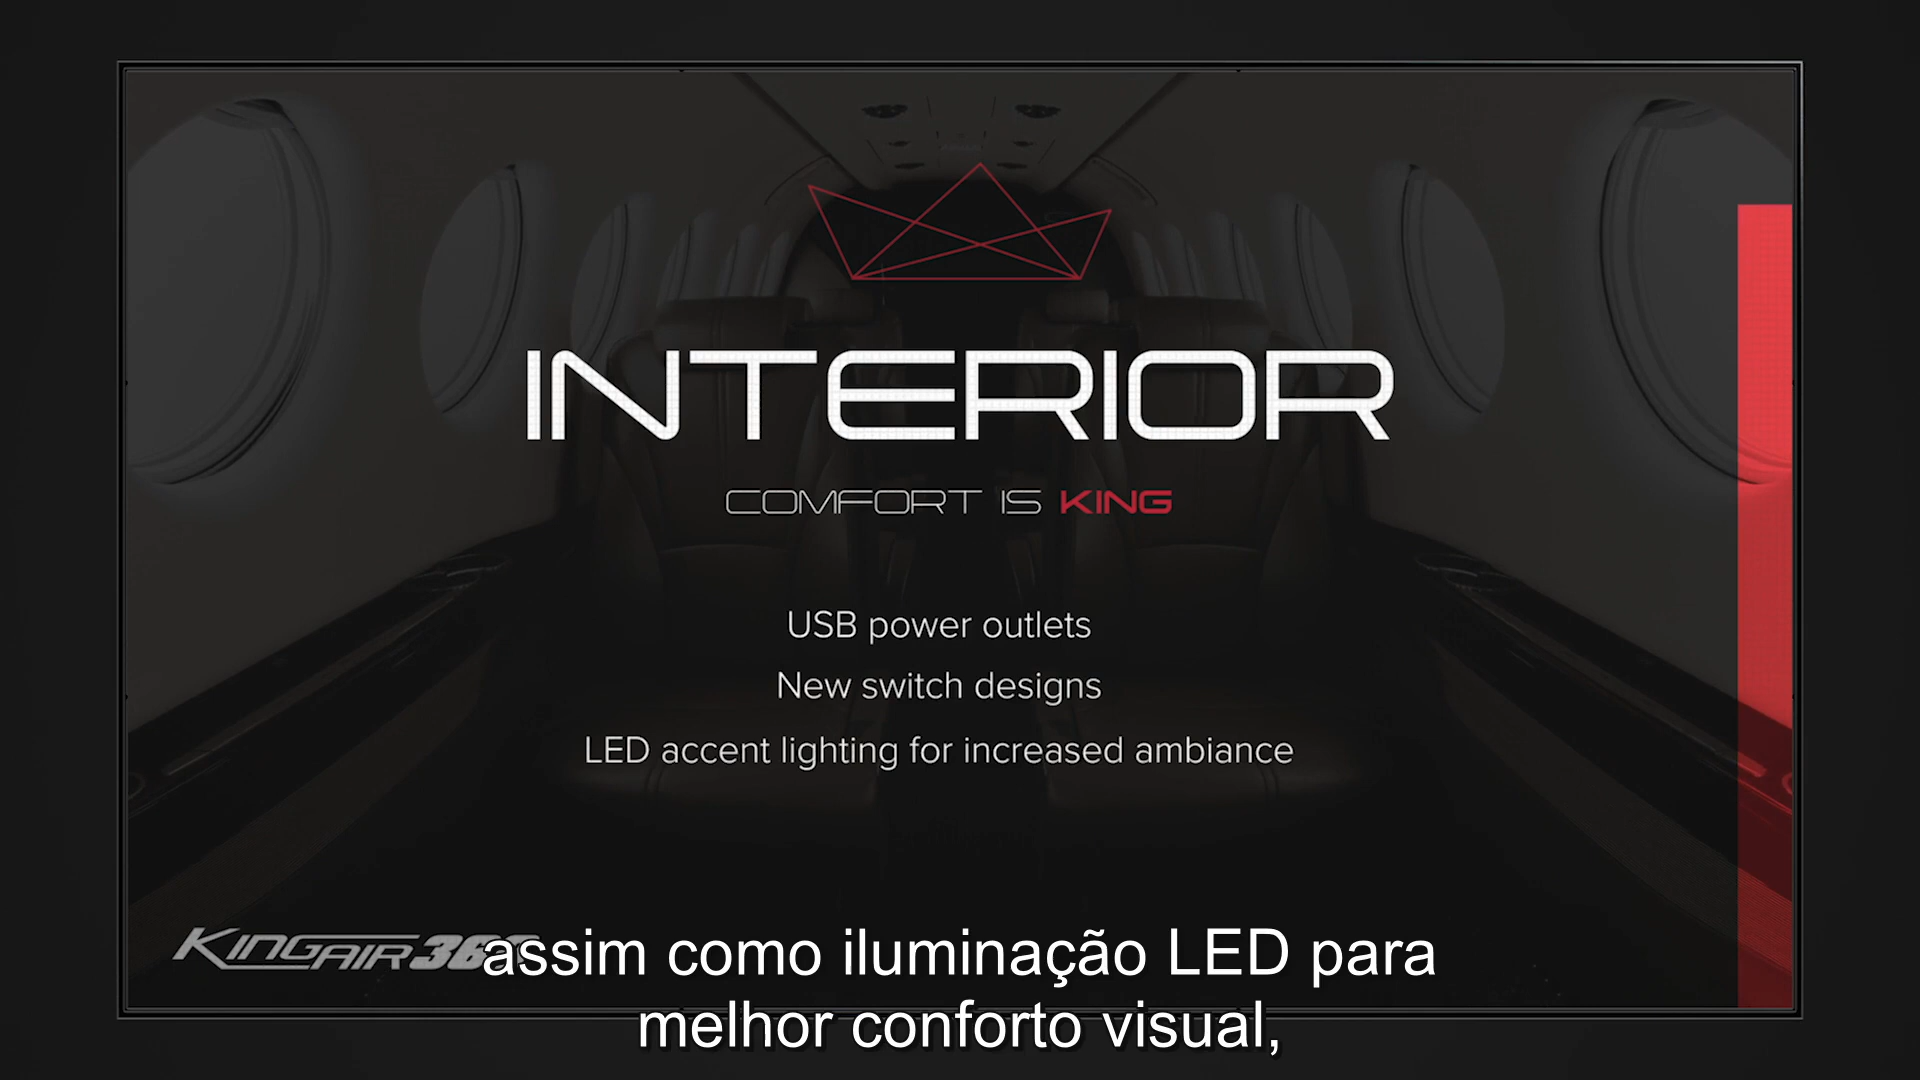 INTERIOR
COMFORT IS KING
USB power outlets
New switch designs
LED accent lighting for increased ambiance
KINGAIR
assim como iluminação LED para
melhor conforto visual,